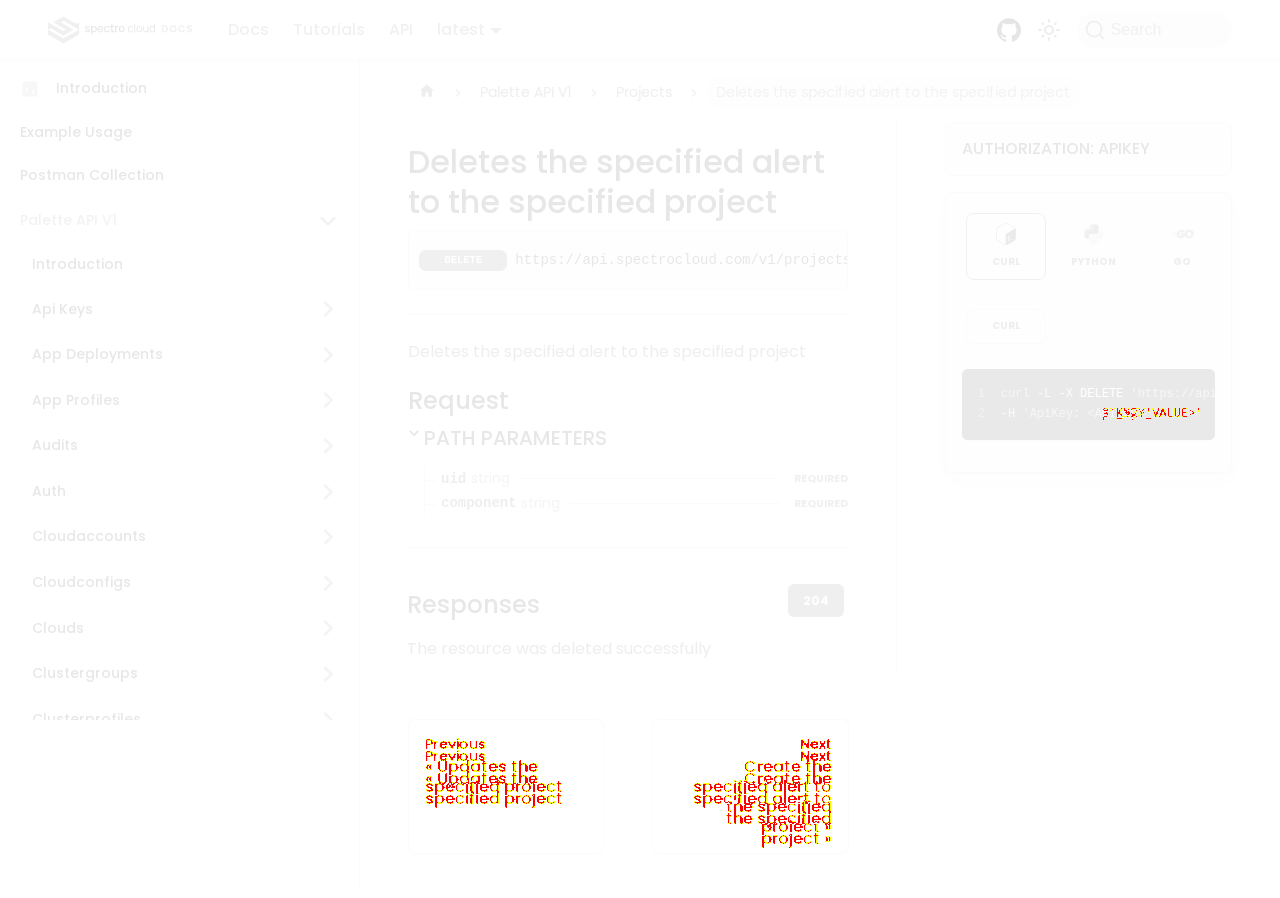 spectro cloud DOCS
Docs
Tutorials
API
latest
Search
Introduction
Example Usage
Postman Collection
Palette API V1
Introduction
Api Keys
App Deployments
App Profiles
Audits
Auth
Cloudaccounts
Cloudconfigs
Clouds
Clustergroups
Clusterprofiles
Palette API V1
Projects
Deletes the specified alert to the specified project
Deletes the specified alert
to the specified project
DELETE
https://api.spectrocloud.com/v1/projects
Deletes the specified alert to the specified project
Request
PATH PARAMETERS
uid string
REQUIRED
component string
REQUIRED
Responses
204
The resource was deleted successfully
Previous
Previous
« Updates the
« Updates the
specified project
specified project
Next
Next
Create the
Create the
specified alert to
specified alert to
the specified
the specified
project »
project »
AUTHORIZATION: APIKEY
CURL
PYTHON
GO
GO
CURL
1 curl -L -X DELETE 'https://api
2 -H 'ApiKey: